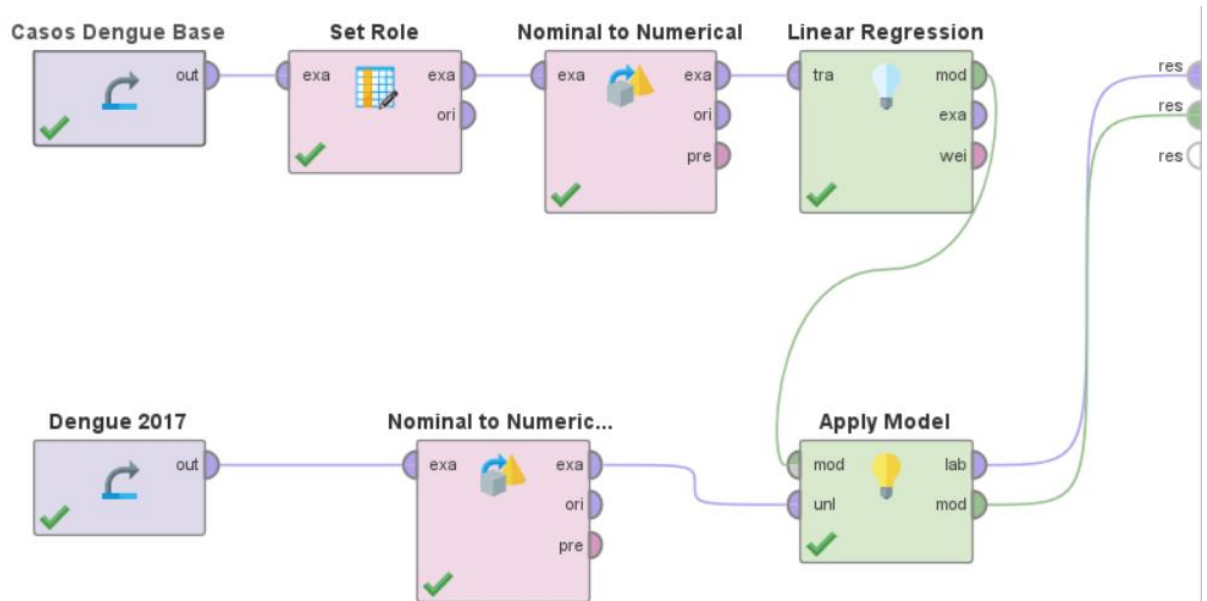 Casos Dengue Base
out
Set Role
exa
exa
ori
Nominal to Numerical
exa
exa
ori
pre
Linear Regression
tra
mod
exa
wei
res
res
res
Dengue 2017
out
Nominal to Numeric...
exa
exa
ori
pre
Apply Model
mod
lab
unl
mod